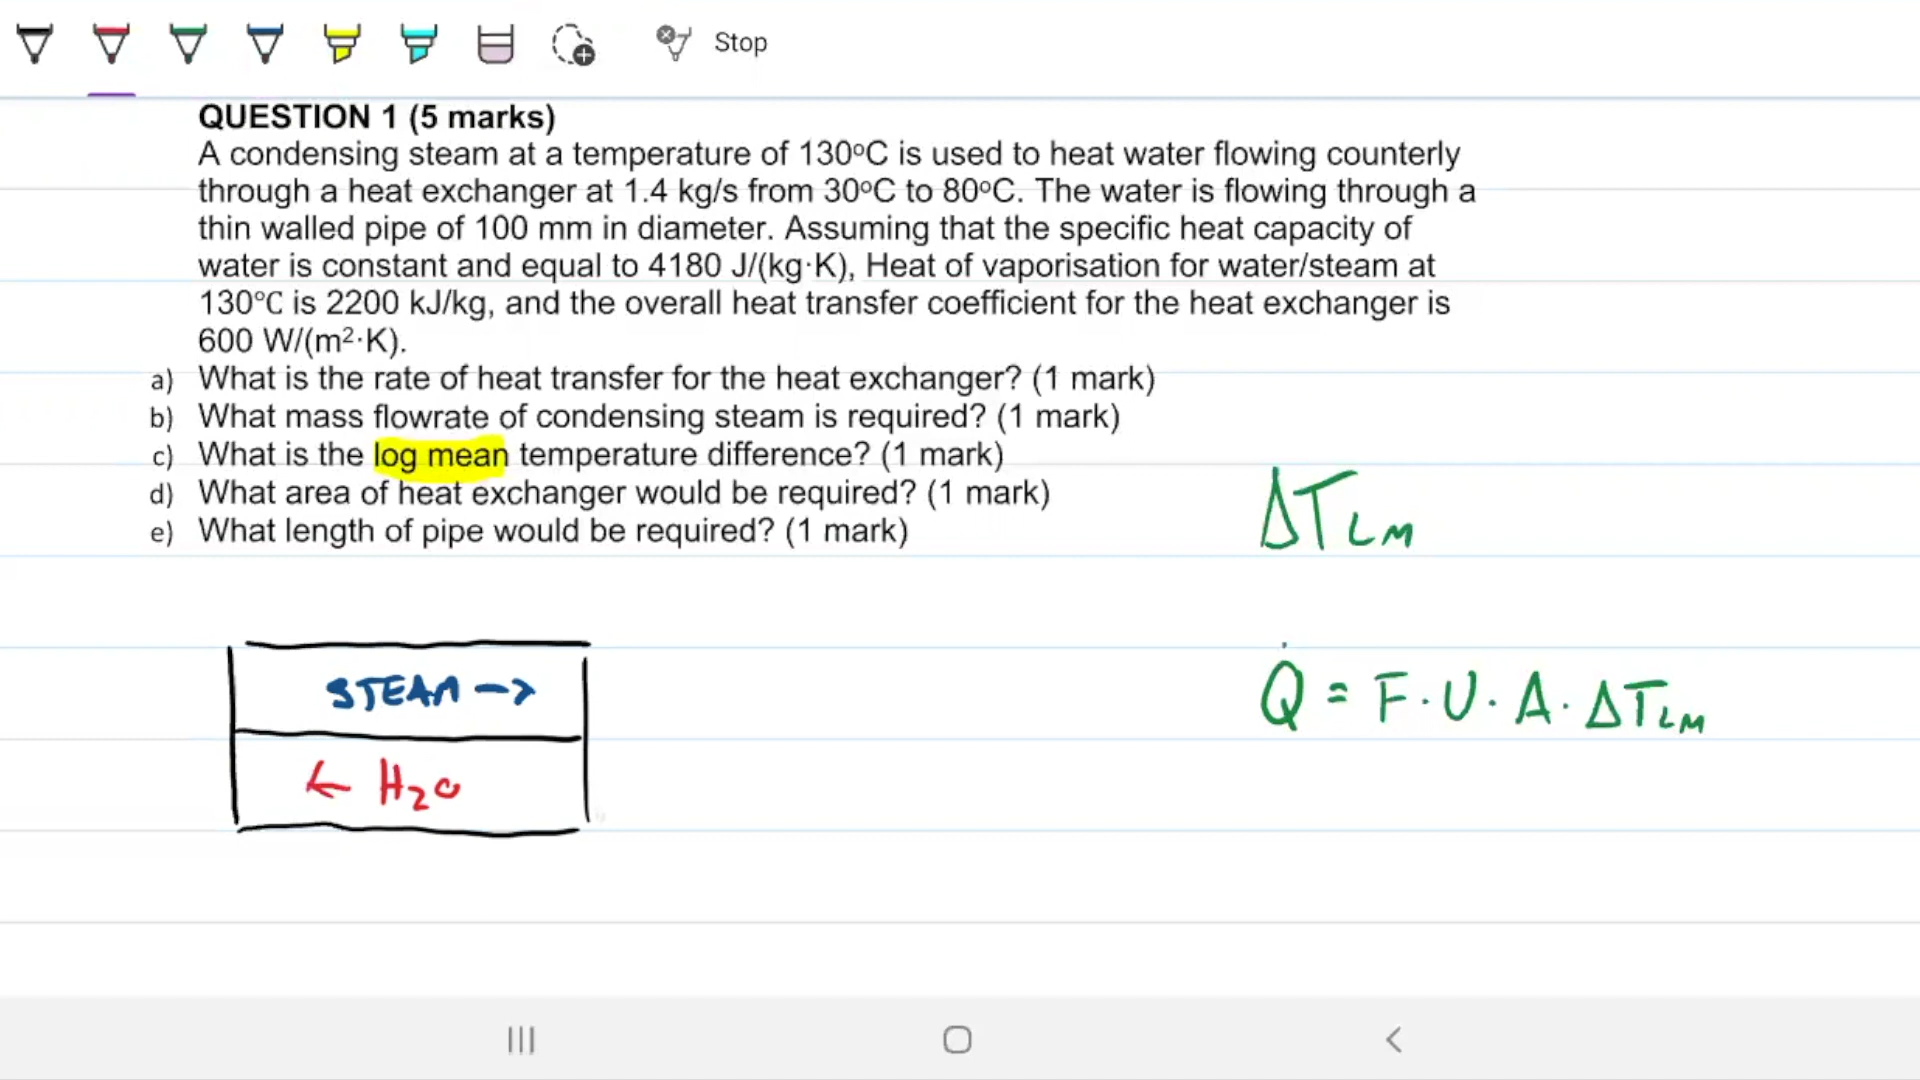 Stop
QUESTION 1 (5 marks)
A condensing steam at a temperature of 130ºC is used to heat water flowing counterly
through a heat exchanger at 1.4 kg/s from 30ºC to 80ºC. The water is flowing through a
thin walled pipe of 100 mm in diameter. Assuming that the specific heat capacity of
water is constant and equal to 4180 J/(kg·K), Heat of vaporisation for water/steam at
130°C is 2200 kJ/kg, and the overall heat transfer coefficient for the heat exchanger is
600 W/(m²·K).
a) What is the rate of heat transfer for the heat exchanger? (1 mark)
b) What mass flowrate of condensing steam is required? (1 mark)
c) What is the log mean temperature difference? (1 mark)
d) What area of heat exchanger would be required? (1 mark)
e) What length of pipe would be required? (1 mark)
ΔT_LM
STEAM →
Q̇ = F · U · A · ΔT_LM
← H₂O